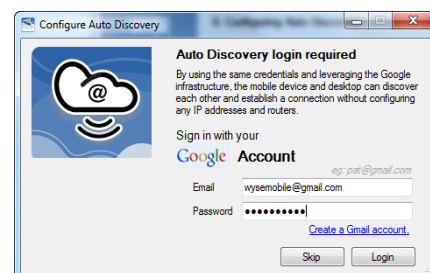 Configure Auto Discovery
Auto Discovery login required
By using the same credentials and leveraging the Google
infrastructure, the mobile device and desktop can discover
each other and establish a connection without configuring
any IP addresses and routers.
Sign in with your
Google Account
eg: pat@gmail.com
Email wysemobile@gmail.com
Password ●●●●●●●●●●
Create a Gmail account.
Skip Login